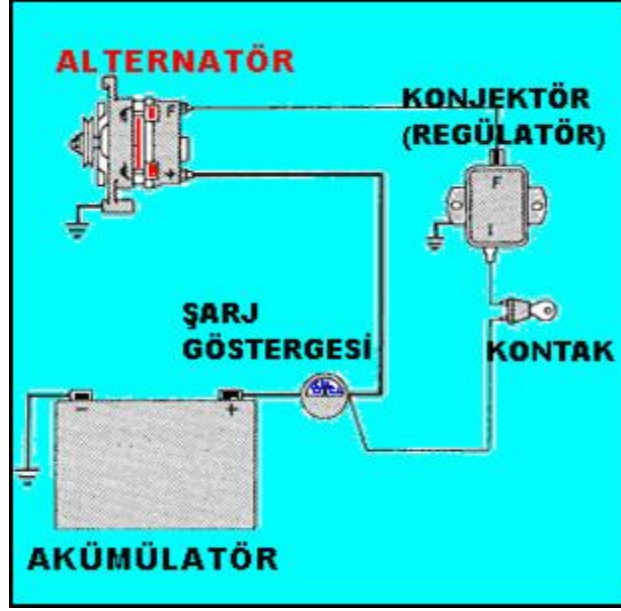 ALTERNATÖR
KONJEKTÖR
(REGÜLATÖR)
F
+
F
I
ŞARJ
GÖSTERGESİ
KONTAK
- +
AKÜMÜLATÖR